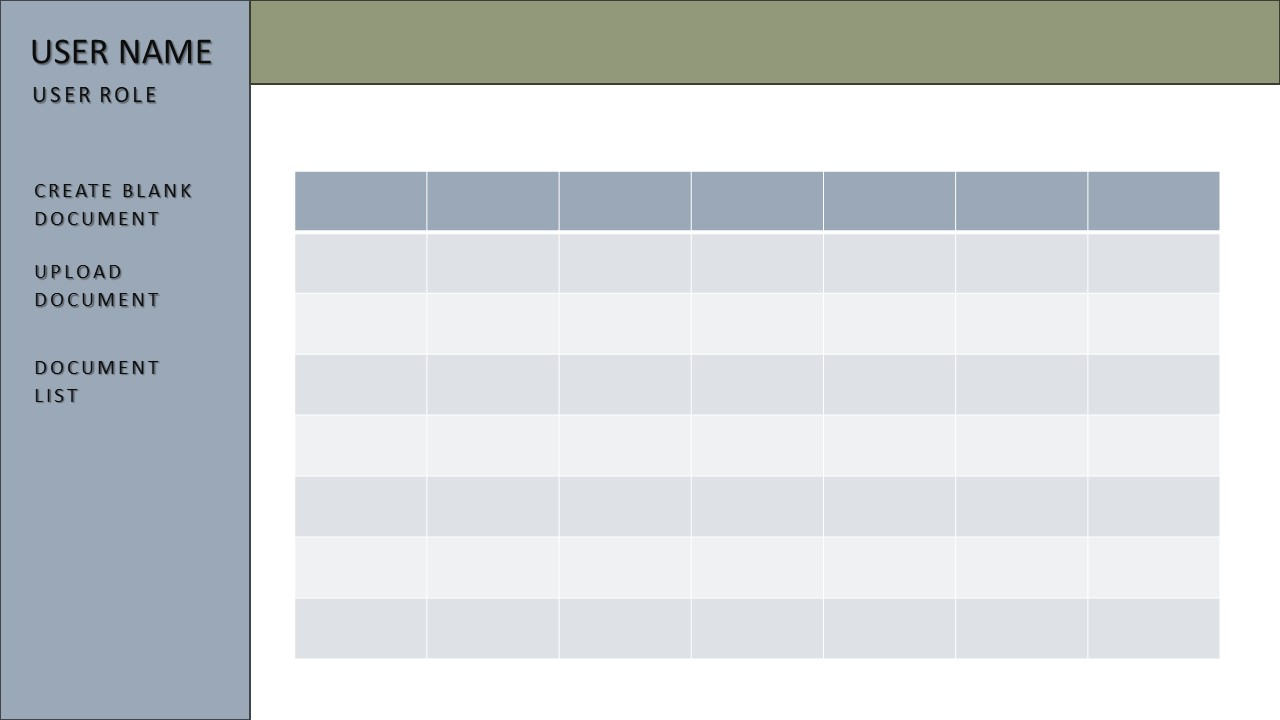 USER NAME
USER ROLE
CREATE BLANK
DOCUMENT
UPLOAD
DOCUMENT
DOCUMENT
LIST